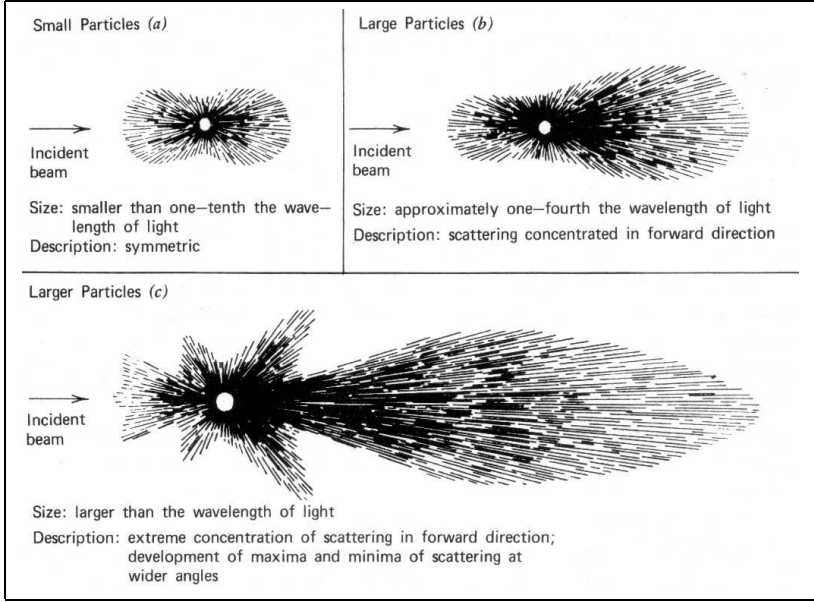 Small Particles (a)
Incident
beam
Size: smaller than one–tenth the wave–
length of light
Description: symmetric
Large Particles (b)
Incident
beam
Size: approximately one–fourth the wavelength of light
Description: scattering concentrated in forward direction
Larger Particles (c)
Incident
beam
Size: larger than the wavelength of light
Description: extreme concentration of scattering in forward direction;
development of maxima and minima of scattering at
wider angles